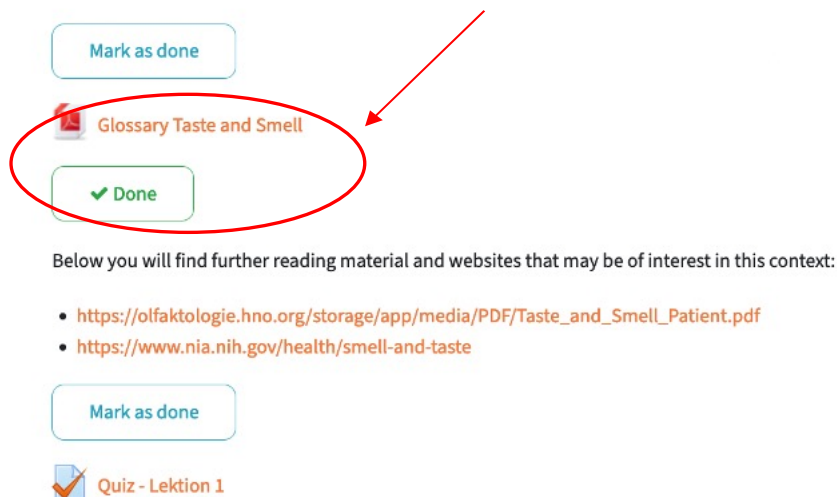 Mark as done
Glossary Taste and Smell
✔ Done
Below you will find further reading material and websites that may be of interest in this context:
• https://olfaktologie.hno.org/storage/app/media/PDF/Taste_and_Smell_Patient.pdf
• https://www.nia.nih.gov/health/smell-and-taste
Mark as done
Quiz - Lektion 1